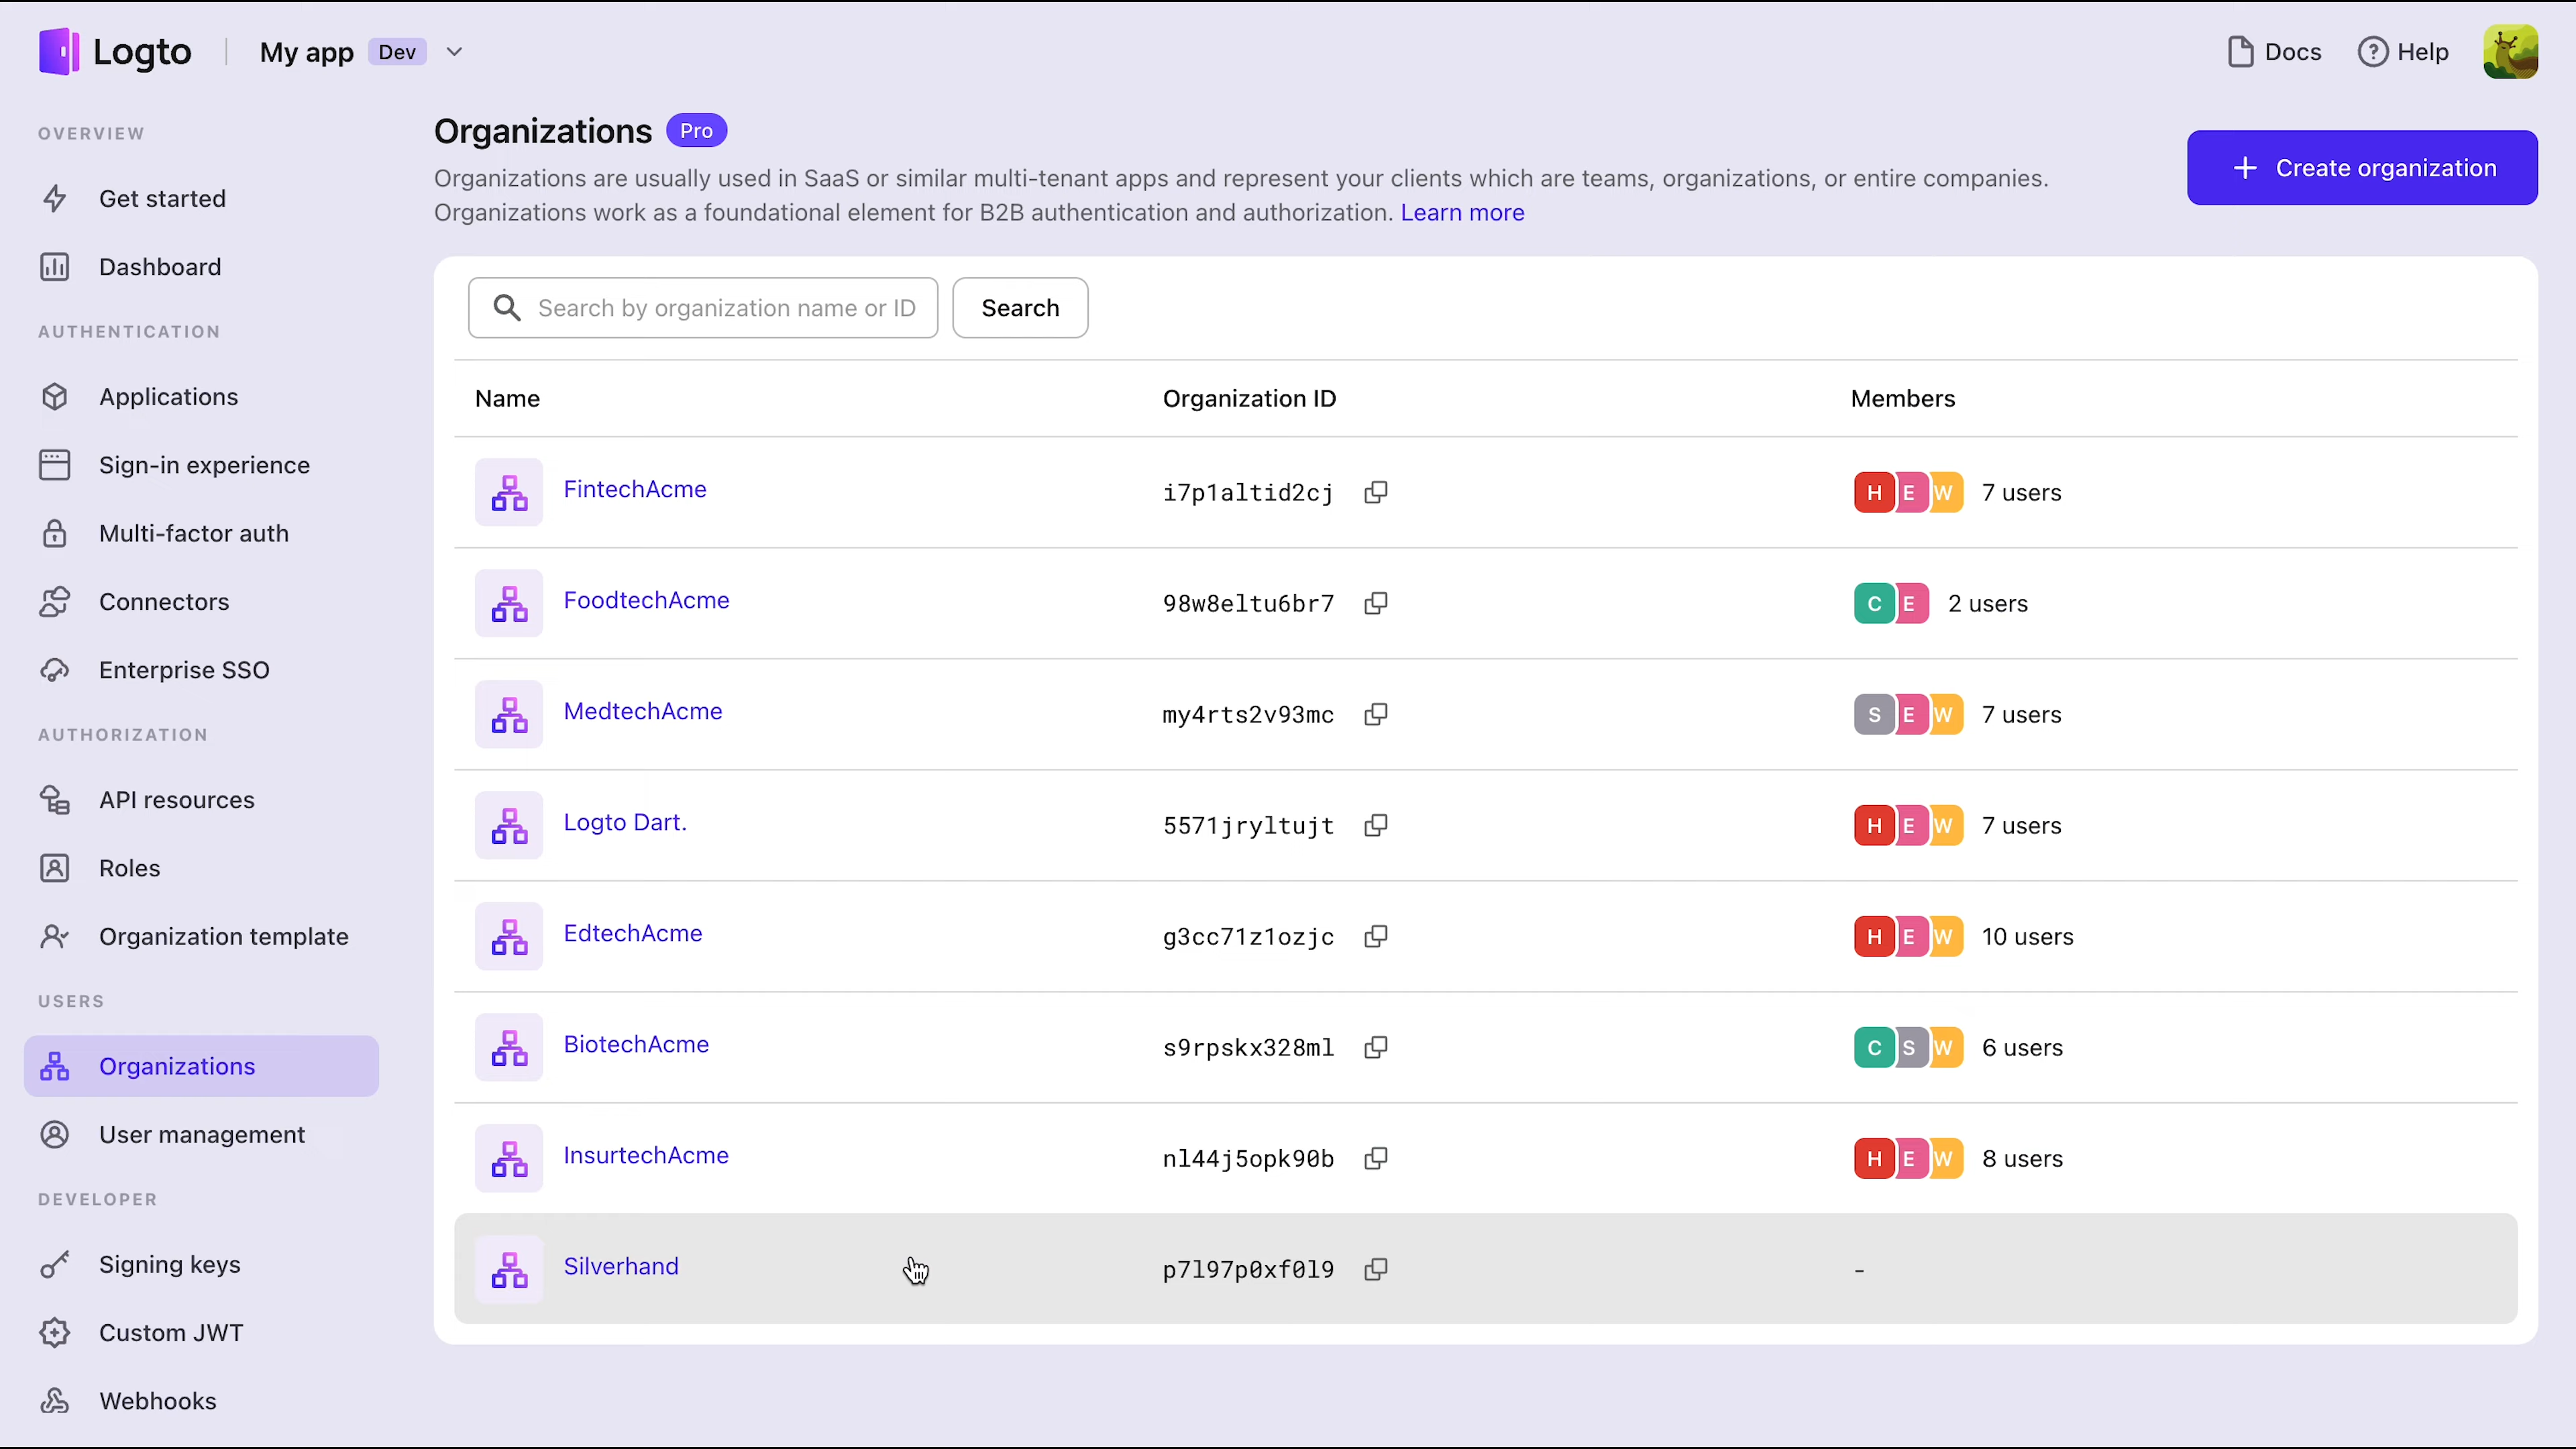 Logto
My app Dev
Docs
Help
OVERVIEW
Get started
Dashboard
AUTHENTICATION
Applications
Sign-in experience
Multi-factor auth
Connectors
Enterprise SSO
AUTHORIZATION
API resources
Roles
Organization template
USERS
Organizations
User management
DEVELOPER
Signing keys
Custom JWT
Webhooks
Organizations Pro
Organizations are usually used in SaaS or similar multi-tenant apps and represent your clients which are teams, organizations, or entire companies.
Organizations work as a foundational element for B2B authentication and authorization. Learn more
+ Create organization
Search by organization name or ID Search
Name Organization ID Members
FintechAcme i7p1altid2cj H E W 7 users
FoodtechAcme 98w8eltu6br7 C E 2 users
MedtechAcme my4rts2v93mc S E W 7 users
Logto Dart. 5571jryltujt H E W 7 users
EdtechAcme g3cc71z1ozjc H E W 10 users
BiotechAcme s9rpskx328ml C S W 6 users
InsurtechAcme nl44j5opk90b H E W 8 users
Silverhand p7l97p0xf0l9 -